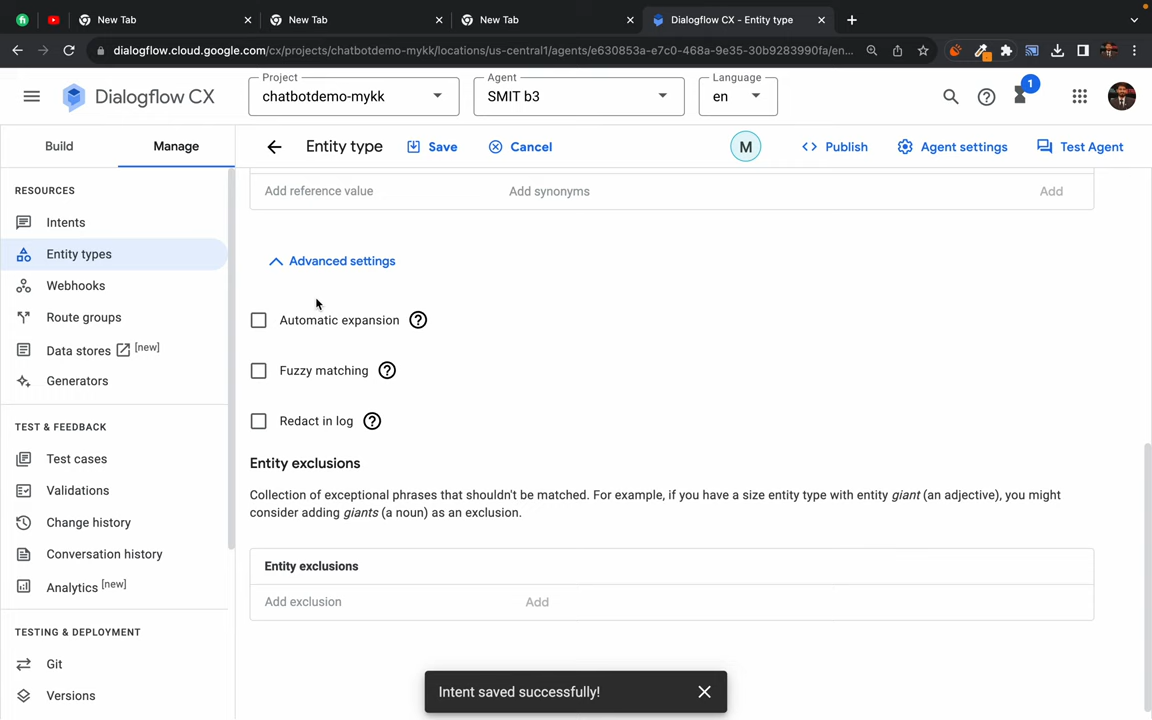 New Tab
New Tab
New Tab
Dialogflow CX - Entity type
dialogflow.cloud.google.com/cx/projects/chatbotdemo-mykk/locations/us-central1/agents/e630853a-e7c0-468a-9e35-30b9283990fa/en...
Dialogflow CX
Project
chatbotdemo-mykk
Agent
SMIT b3
Language
en
1
Build
Manage
Entity type
Save
Cancel
M
Publish
Agent settings
Test Agent
RESOURCES
Intents
Entity types
Webhooks
Route groups
Data stores [new]
Generators
TEST & FEEDBACK
Test cases
Validations
Change history
Conversation history
Analytics [new]
TESTING & DEPLOYMENT
Git
Versions
Add reference value
Add synonyms
Add
Advanced settings
Automatic expansion
Fuzzy matching
Redact in log
Entity exclusions
Collection of exceptional phrases that shouldn't be matched. For example, if you have a size entity type with entity giant (an adjective), you might
consider adding giants (a noun) as an exclusion.
Entity exclusions
Add exclusion
Add
Intent saved successfully!